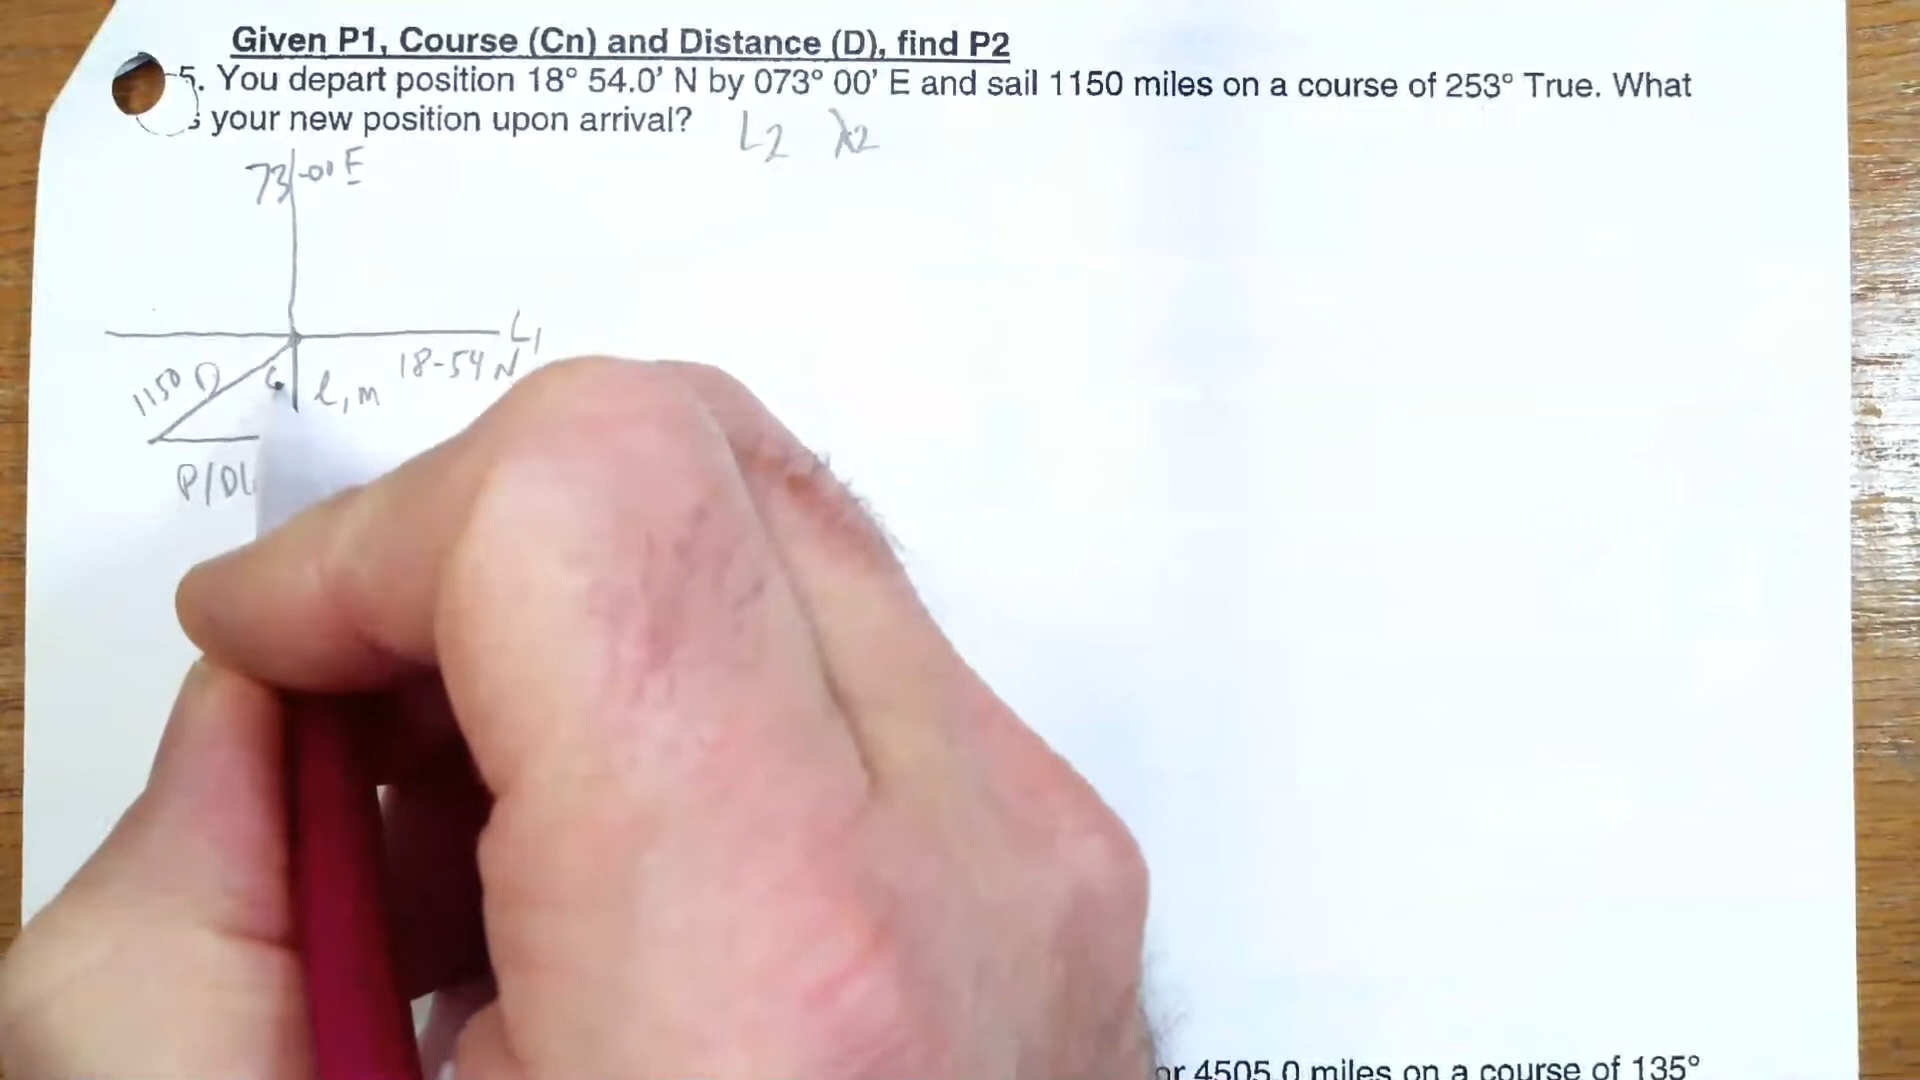 Given P1, Course (Cn) and Distance (D), find P2
5. You depart position 18° 54.0' N by 073° 00' E and sail 1150 miles on a course of 253° True. What
s your new position upon arrival? L2 λ2
73-00 E
L1
18-54 N
1150 D
C
l, m
P/DL
or 4505.0 miles on a course of 135°